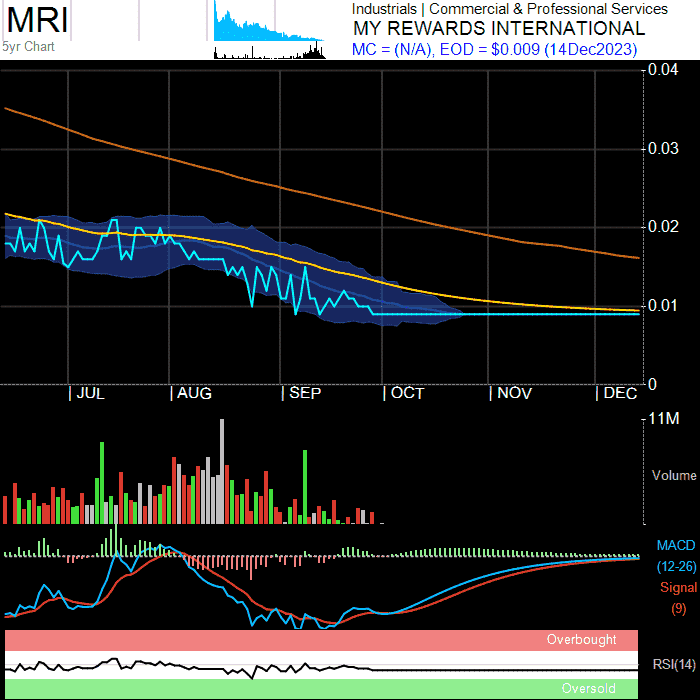 MRI
5yr Chart
Industrials | Commercial & Professional Services
MY REWARDS INTERNATIONAL
MC = (N/A), EOD = $0.009 (14Dec2023)
0.04
0.03
0.02
0.01
0
JUL
AUG
SEP
OCT
NOV
DEC
11M
Volume
MACD
(12-26)
Signal
(9)
Overbought
RSI(14)
Oversold